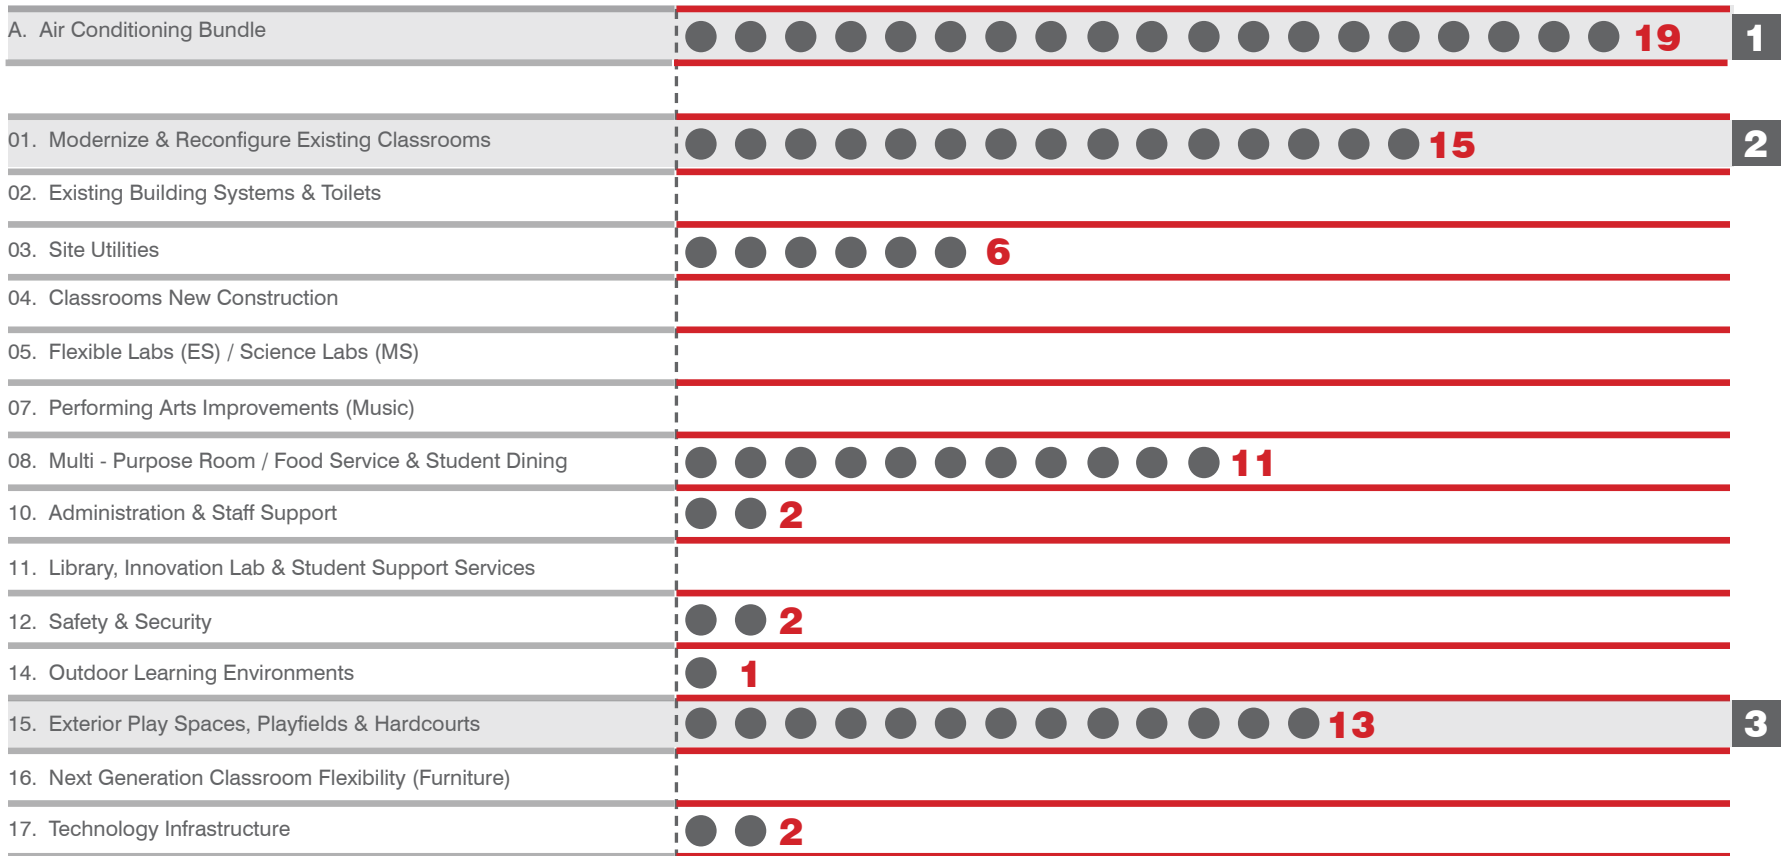 A. Air Conditioning Bundle 19 1
01. Modernize & Reconfigure Existing Classrooms 15 2
02. Existing Building Systems & Toilets
03. Site Utilities 6
04. Classrooms New Construction
05. Flexible Labs (ES) / Science Labs (MS)
07. Performing Arts Improvements (Music)
08. Multi - Purpose Room / Food Service & Student Dining 11
10. Administration & Staff Support 2
11. Library, Innovation Lab & Student Support Services
12. Safety & Security 2
14. Outdoor Learning Environments 1
15. Exterior Play Spaces, Playfields & Hardcourts 13 3
16. Next Generation Classroom Flexibility (Furniture)
17. Technology Infrastructure 2